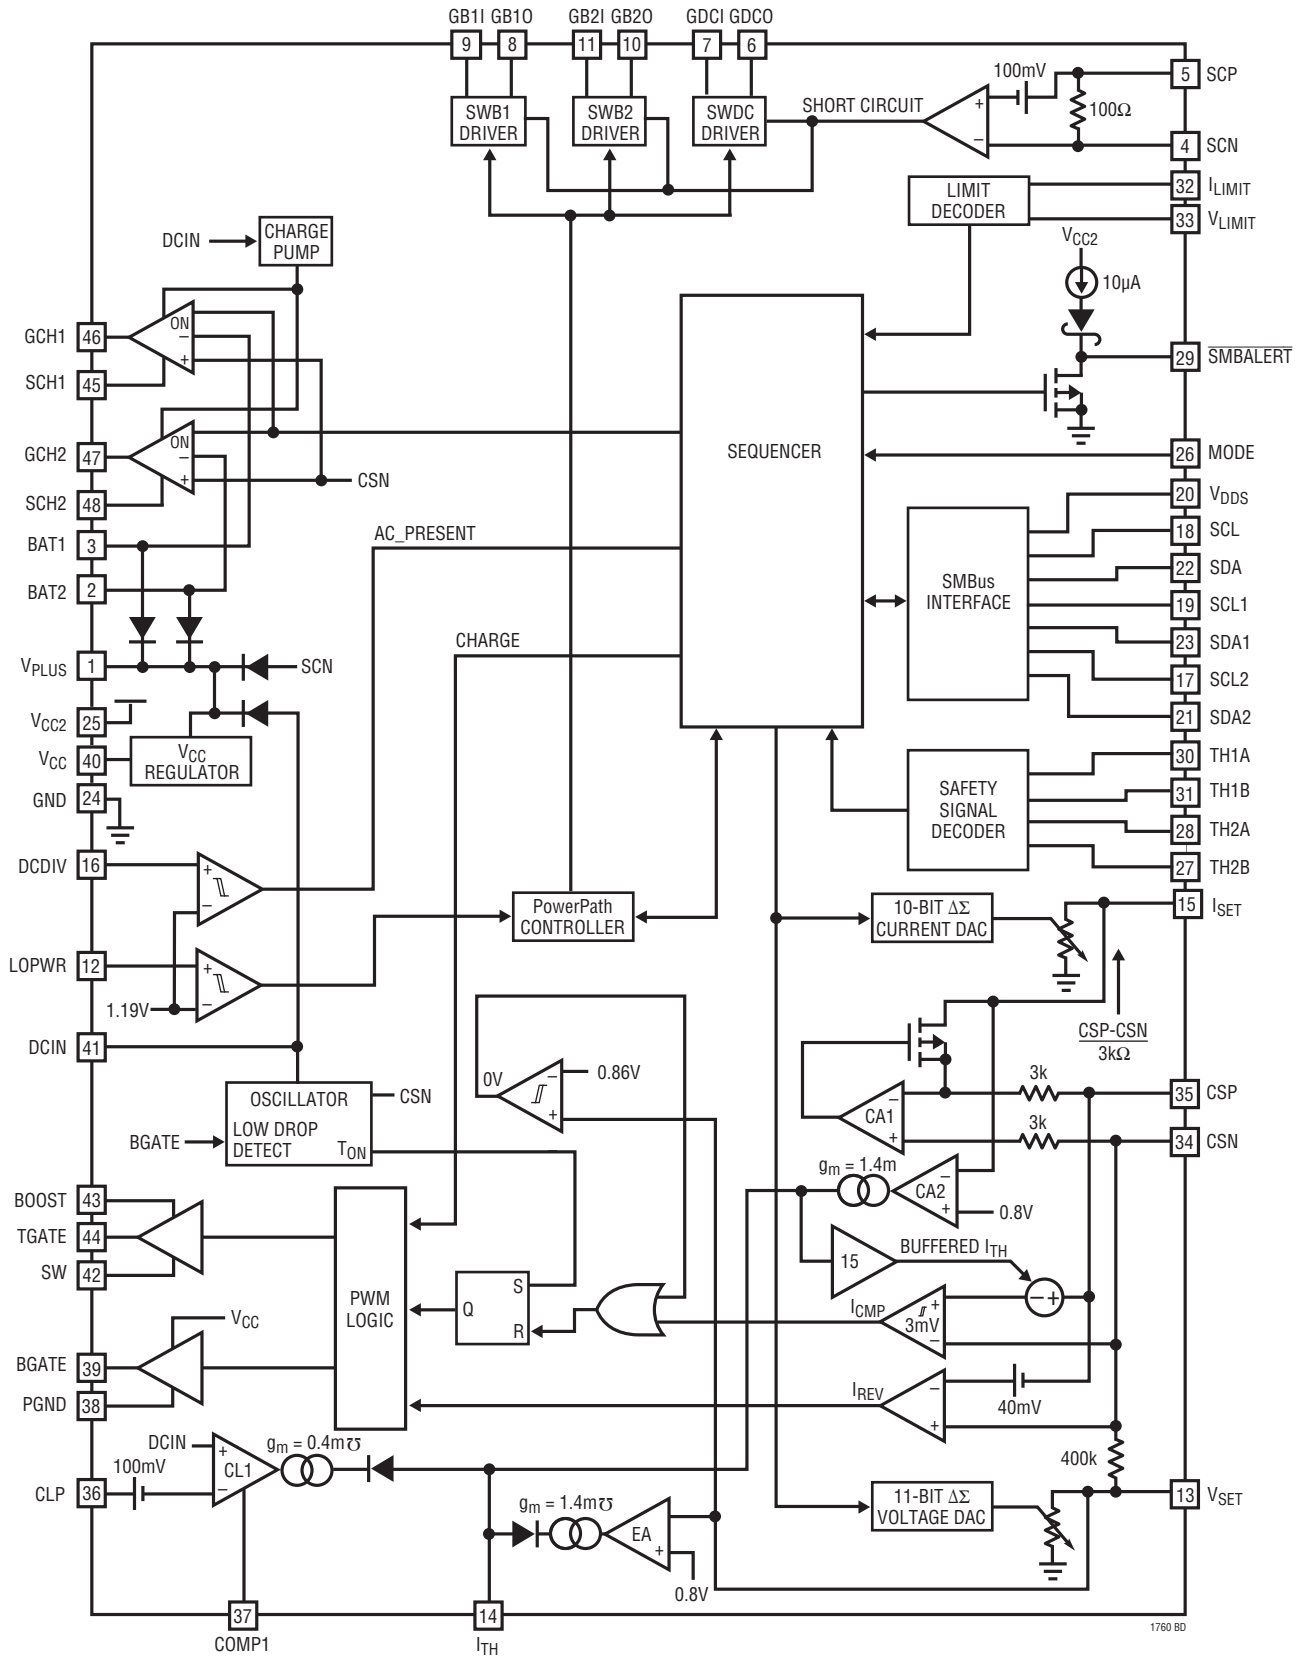 GB1I GB1O GB2I GB2O GDCI GDCO
9 8 11 10 7 6
SWB1 DRIVER
SWB2 DRIVER
SWDC DRIVER
SHORT CIRCUIT
100mV
+
−
100Ω
5 SCP
4 SCN
LIMIT DECODER
32 ILIMIT
33 VLIMIT
VCC2
10µA
29 SMBALERT
DCIN
CHARGE PUMP
GCH1 46
ON
−
+
SCH1 45
GCH2 47
ON
−
+
CSN
SCH2 48
BAT1 3
BAT2 2
AC_PRESENT
SEQUENCER
26 MODE
20 VDDS
18 SCL
22 SDA
SMBus INTERFACE
19 SCL1
23 SDA1
17 SCL2
21 SDA2
CHARGE
VPLUS 1
SCN
VCC2 25
VCC 40
VCC REGULATOR
GND 24
SAFETY SIGNAL DECODER
30 TH1A
31 TH1B
28 TH2A
27 TH2B
DCDIV 16
+
−
PowerPath CONTROLLER
10-BIT ΔΣ CURRENT DAC
15 ISET
LOPWR 12
+
−
1.19V
DCIN 41
CSP-CSN
3kΩ
0V
−
+
0.86V
OSCILLATOR
LOW DROP DETECT
TON
CSN
BGATE
CA1
−
+
3k
3k
35 CSP
34 CSN
gm = 1.4m
CA2
−
+
0.8V
BOOST 43
TGATE 44
SW 42
PWM LOGIC
S
Q
R
15
BUFFERED ITH
−+
ICMP
+
3mV
−
VCC
BGATE 39
PGND 38
IREV
−
+
40mV
400k
DCIN
100mV
CLP 36
+
CL1
−
gm = 0.4m℧
gm = 1.4m℧
EA
+
0.8V
11-BIT ΔΣ VOLTAGE DAC
13 VSET
37
COMP1
14
ITH
1760 BD